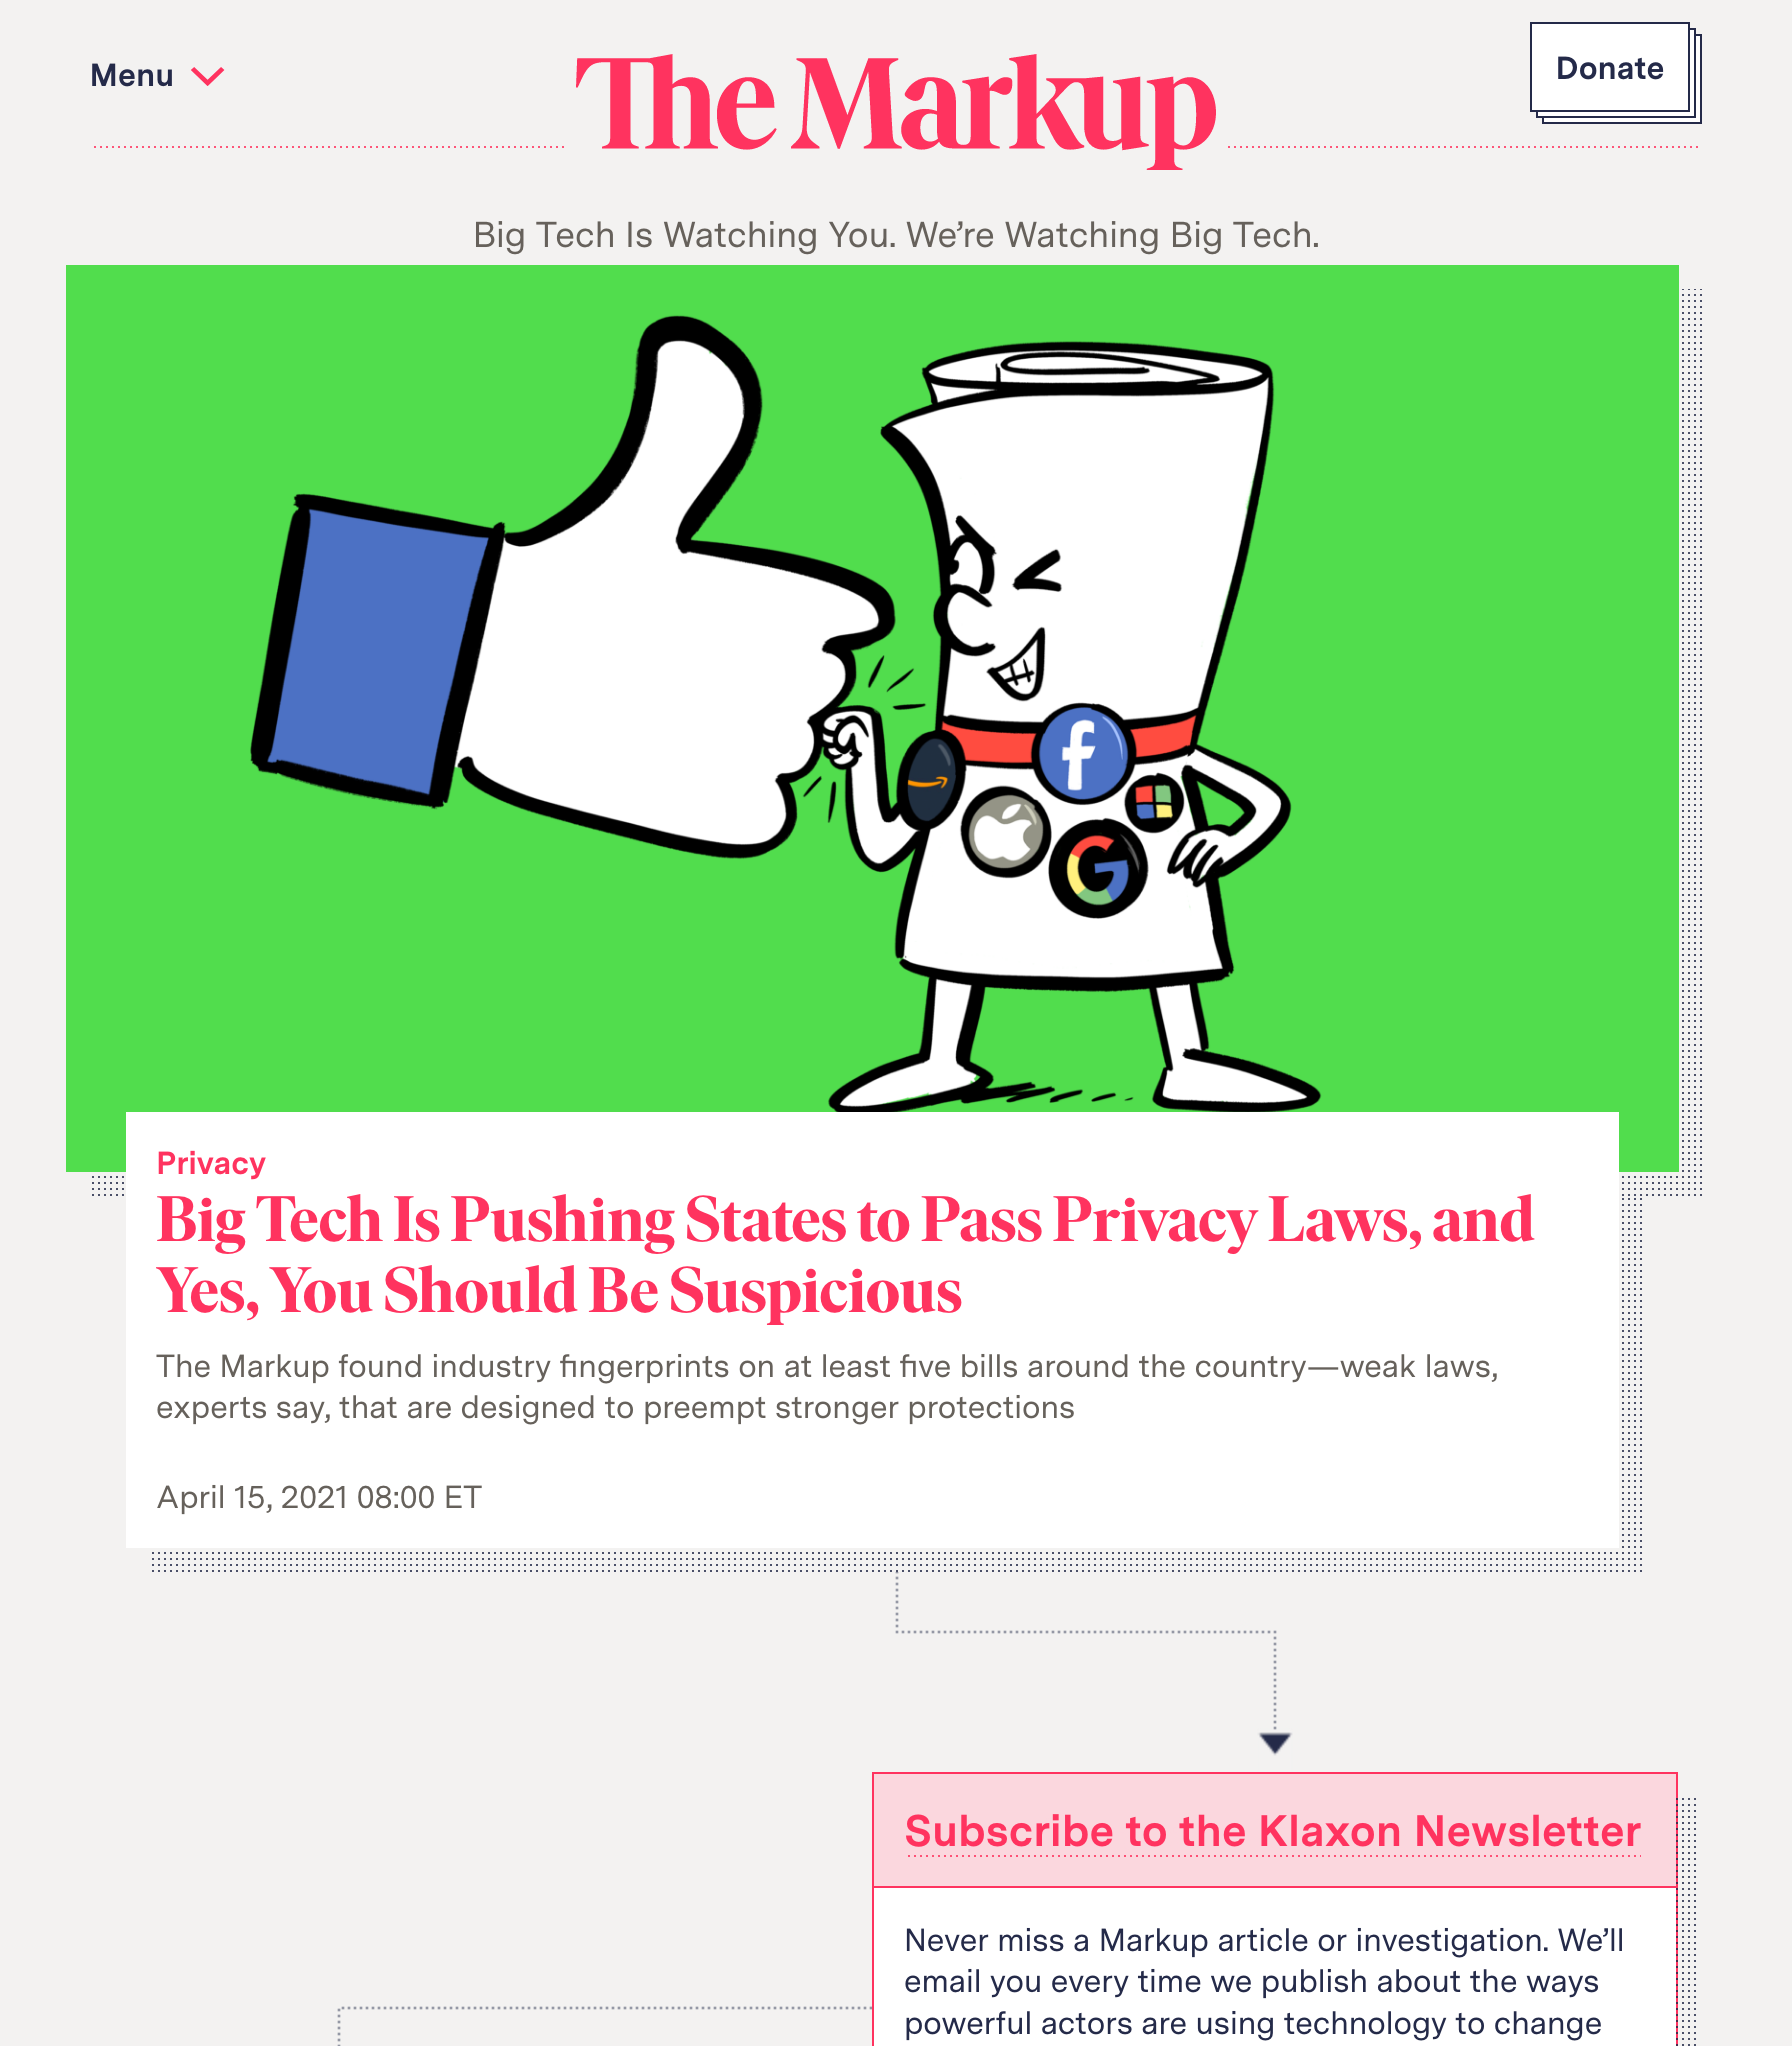 Menu
The Markup
Donate
Big Tech Is Watching You. We’re Watching Big Tech.
f
G
Privacy
Big Tech Is Pushing States to Pass Privacy Laws, and
Yes, You Should Be Suspicious
The Markup found industry fingerprints on at least five bills around the country—weak laws,
experts say, that are designed to preempt stronger protections
April 15, 2021 08:00 ET
Subscribe to the Klaxon Newsletter
Never miss a Markup article or investigation. We’ll
email you every time we publish about the ways
powerful actors are using technology to change